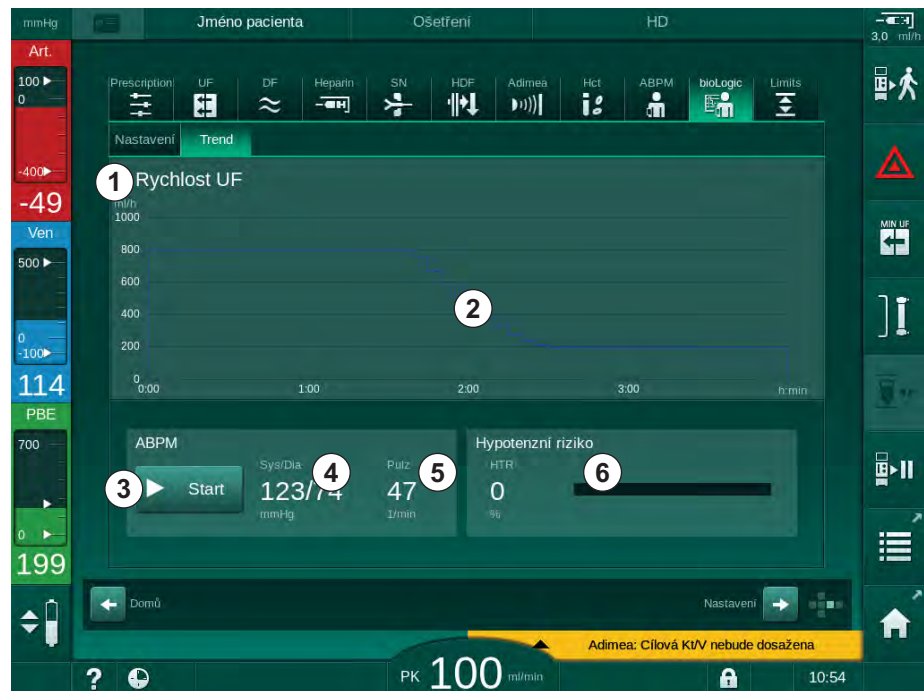 mmHg
Jméno pacienta
Ošetření
HD
3,0 ml/h
Art.
100
0
-400
-49
Ven
500
0
-100
114
PBE
700
0
199
Prescription
UF
DF
Heparin
SN
HDF
Adimea
Hct
ABPM
bioLogic
Limits
Nastavení
Trend
1
Rychlost UF
ml/h
1000
800
600
400
200
0
2
0:00
1:00
2:00
3:00
h:min
ABPM
3
Start
Sys/Dia
123/74
4
mmHg
Pulz
47
5
1/min
Hypotenzní riziko
HTR
0
%
6
MIN UF
Domů
Nastavení
Adimea: Cílová Kt/V nebude dosažena
?
PK 100 ml/min
10:54